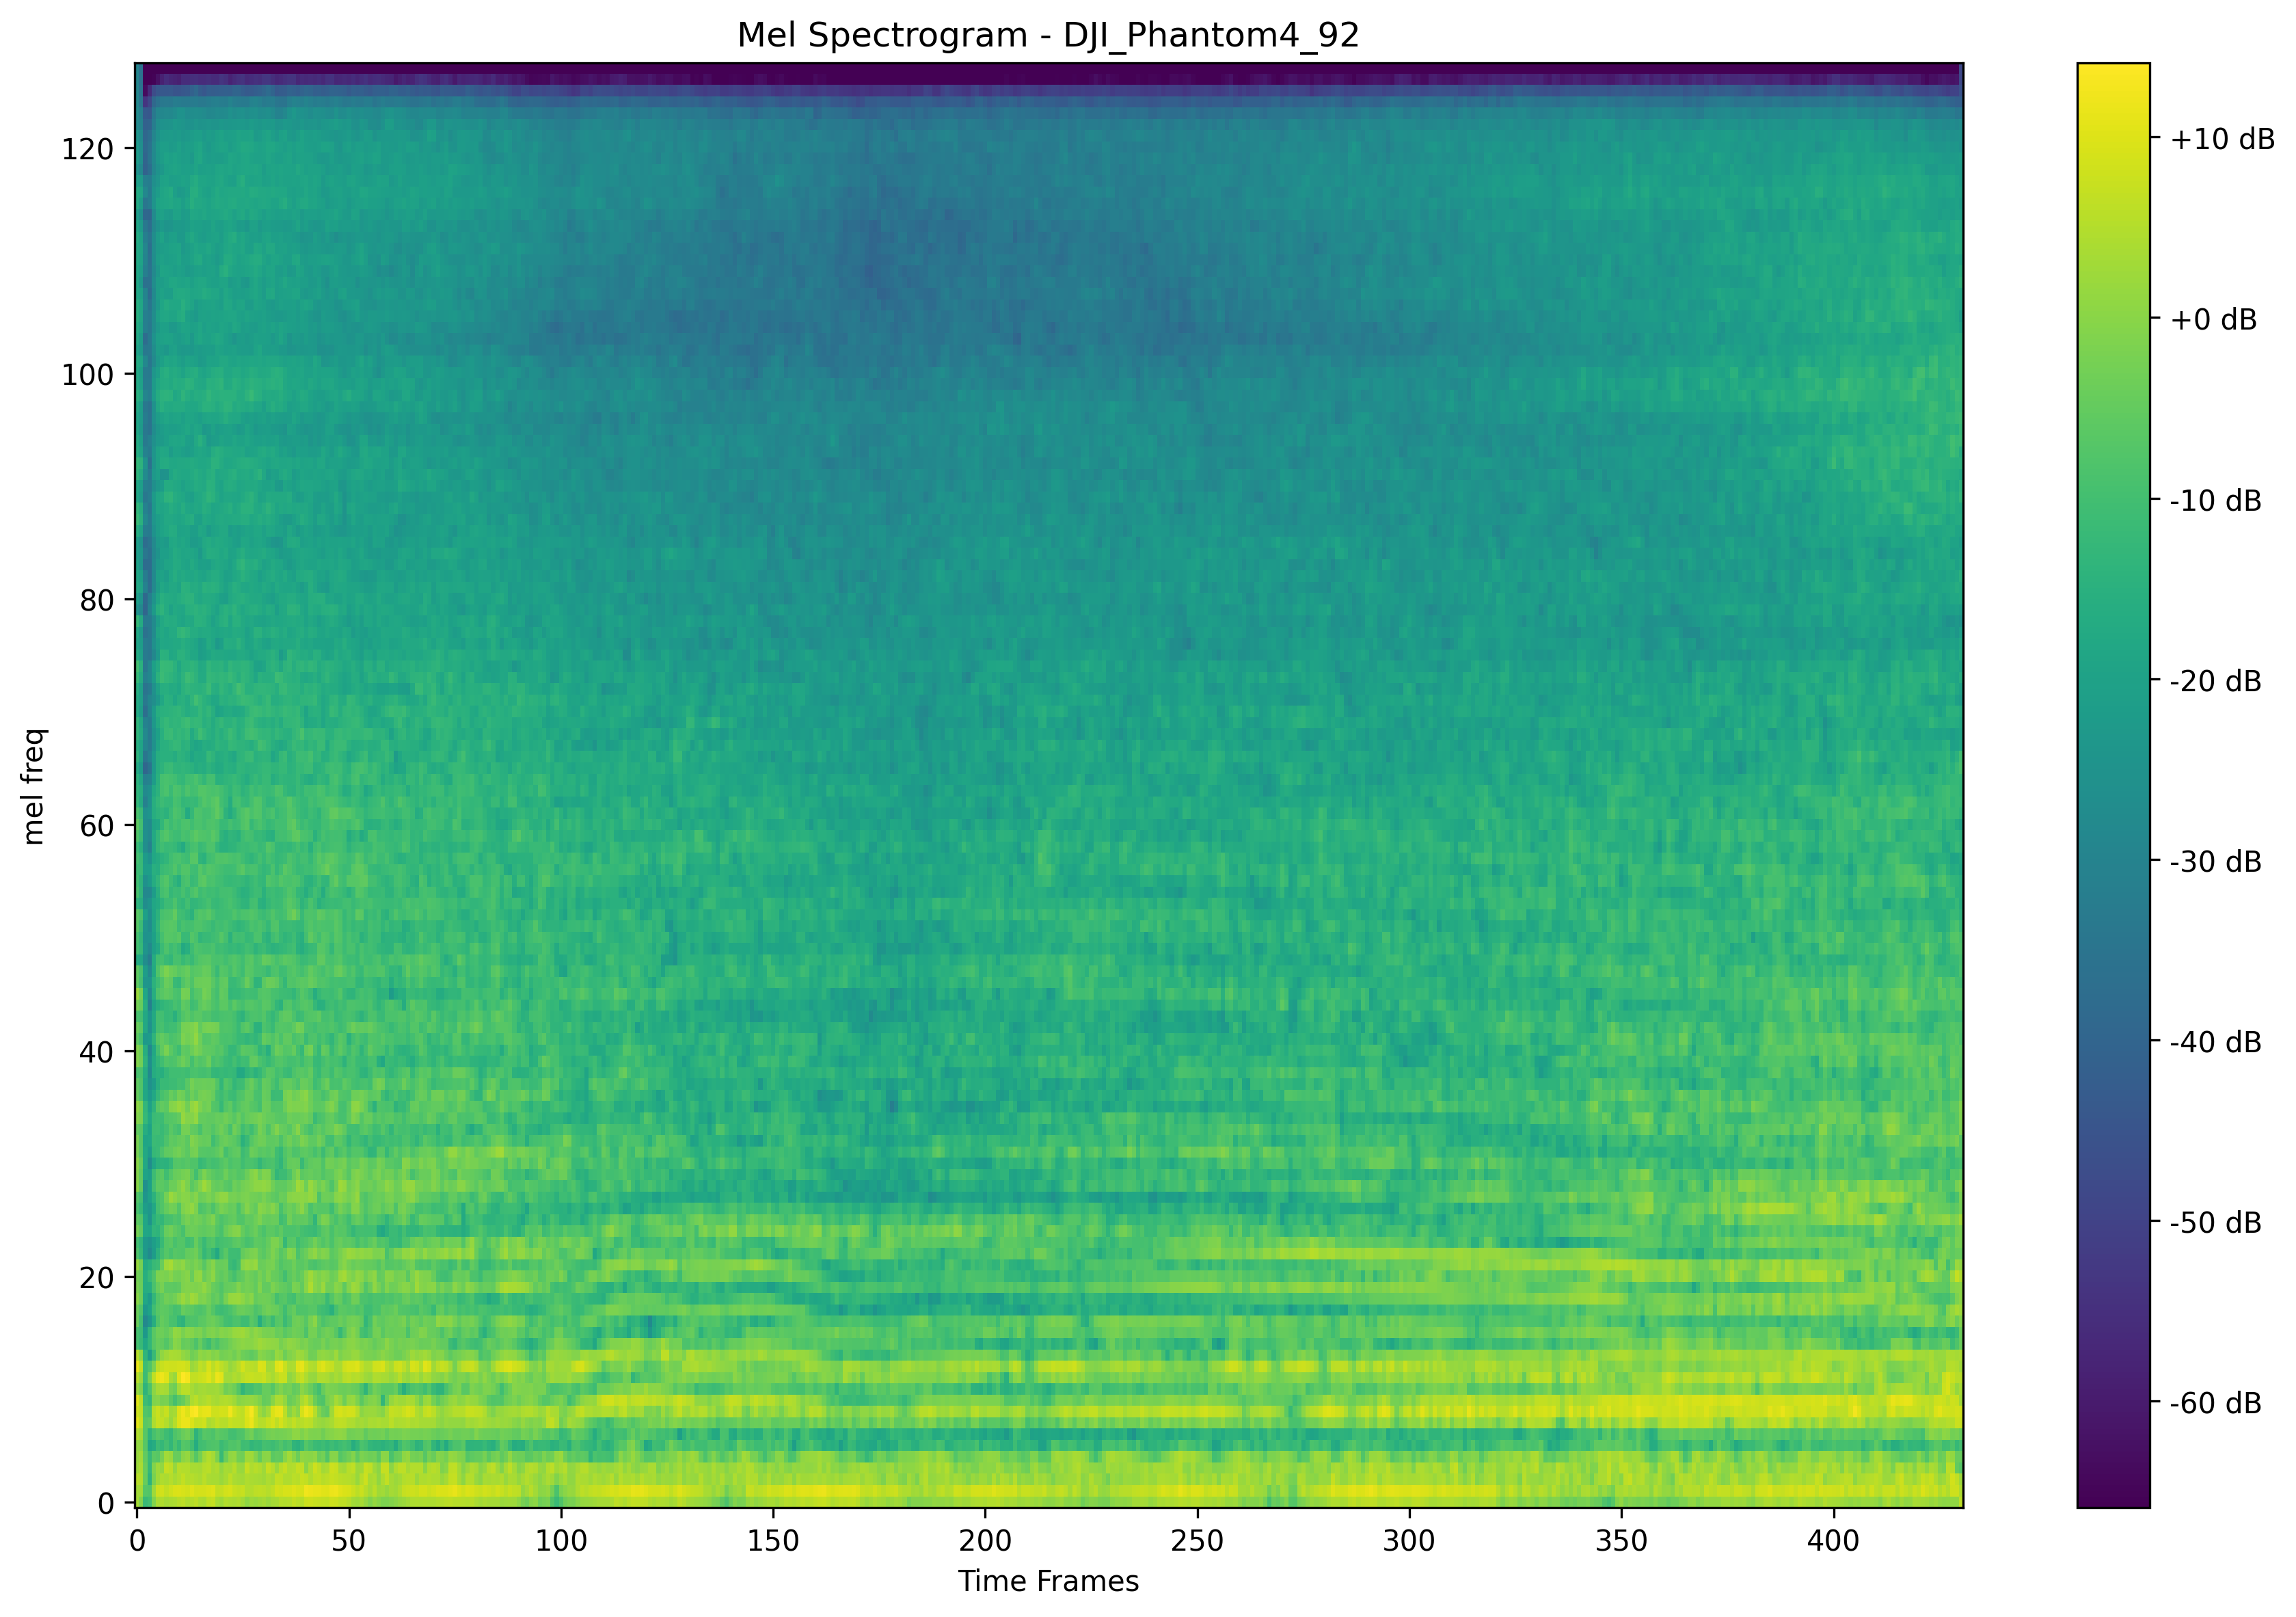 Mel Spectrogram - DJI_Phantom4_92
mel freq
120
100
80
60
40
20
0
0 50 100 150 200 250 300 350 400
Time Frames
+10 dB
+0 dB
-10 dB
-20 dB
-30 dB
-40 dB
-50 dB
-60 dB